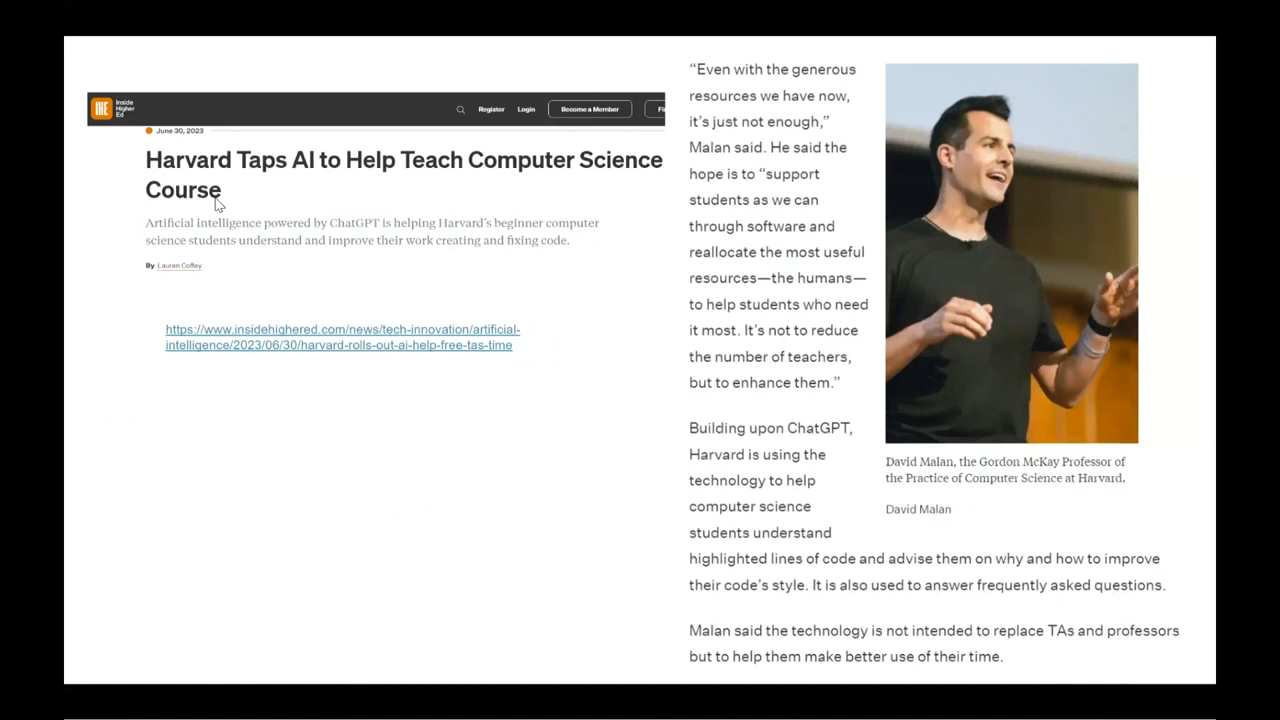 Inside
Higher
Ed
Register Login Become a Member
June 30, 2023
Harvard Taps AI to Help Teach Computer Science
Course
Artificial intelligence powered by ChatGPT is helping Harvard's beginner computer
science students understand and improve their work creating and fixing code.
By Lauren Coffey
https://www.insidehighered.com/news/tech-innovation/artificial-
intelligence/2023/06/30/harvard-rolls-out-ai-help-free-tas-time
“Even with the generous
resources we have now,
it’s just not enough,”
Malan said. He said the
hope is to “support
students as we can
through software and
reallocate the most useful
resources—the humans—
to help students who need
it most. It’s not to reduce
the number of teachers,
but to enhance them.”
Building upon ChatGPT,
Harvard is using the
technology to help
computer science
students understand
highlighted lines of code and advise them on why and how to improve
their code’s style. It is also used to answer frequently asked questions.
Malan said the technology is not intended to replace TAs and professors
but to help them make better use of their time.
David Malan, the Gordon McKay Professor of
the Practice of Computer Science at Harvard.
David Malan